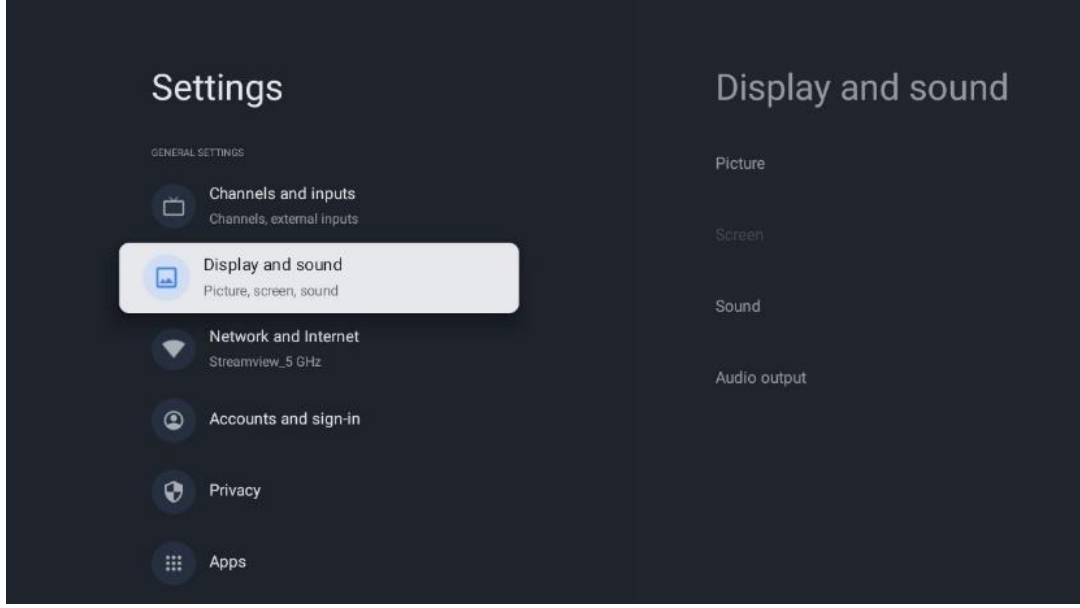 Settings
GENERAL SETTINGS
Channels and inputs
Channels, external inputs
Display and sound
Picture, screen, sound
Network and Internet
Streamview_5 GHz
Accounts and sign-in
Privacy
Apps
Display and sound
Picture
Screen
Sound
Audio output